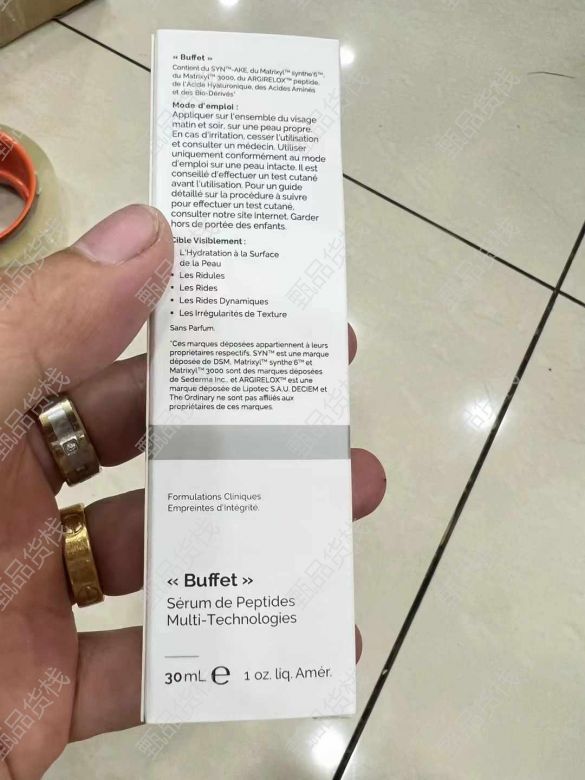 « Buffet »
Contient du SYN™-AKE, du Matrixyl™ synthe'6™,
du Matrixyl™ 3000, du ARGIRELOX™ peptide,
de l'Acide Hyaluronique, des Acides Aminés
et des Bio-Dérivés*
Mode d'emploi :
Appliquer sur l'ensemble du visage
matin et soir, sur une peau propre.
En cas d'irritation, cesser l'utilisation
et consulter un médecin. Utiliser
uniquement conformément au mode
d'emploi sur une peau intacte. Il est
conseillé d'effectuer un test cutané
avant l'utilisation. Pour un guide
détaillé sur la procédure à suivre
pour effectuer un test cutané,
consulter notre site internet. Garder
hors de portée des enfants.
Cible Visiblement :
L'Hydratation à la Surface
de la Peau
• Les Ridules
• Les Rides
• Les Rides Dynamiques
• Les Irrégularités de Texture
Sans Parfum.
*Ces marques déposées appartiennent à leurs
propriétaires respectifs. SYN™ est une marque
déposée de DSM. Matrixyl™ synthe'6™ et
Matrixyl™ 3000 sont des marques déposées
de Sederma Inc., et ARGIRELOX™ est une
marque déposée de Lipotec S.A.U. DECIEM et
The Ordinary ne sont pas affiliés aux
propriétaires de ces marques.
Formulations Cliniques
Empreintes d'Intégrité.
« Buffet »
Sérum de Peptides
Multi-Technologies
30 mL ℮ 1 oz. liq. Amér.
甄品货栈